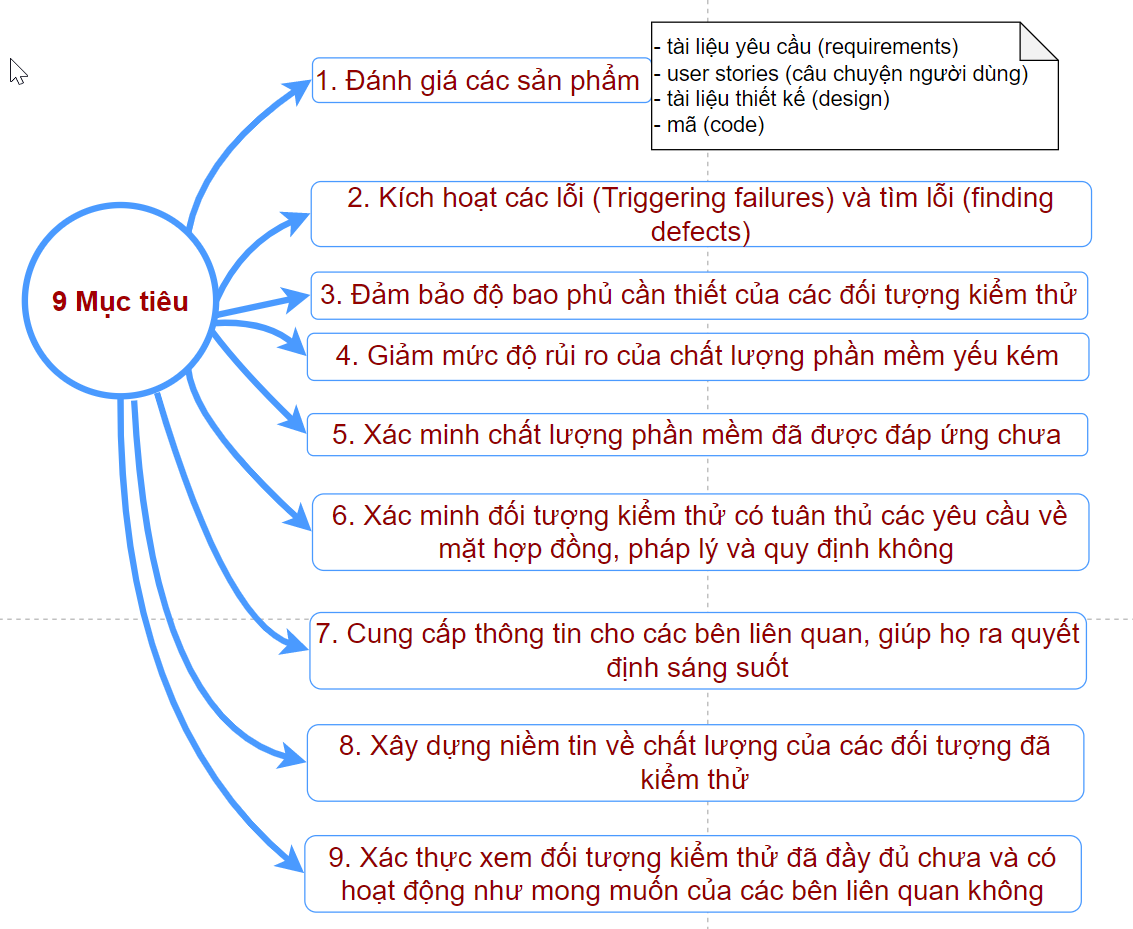 - tài liệu yêu cầu (requirements)
- user stories (câu chuyện người dùng)
- tài liệu thiết kế (design)
- mã (code)
1. Đánh giá các sản phẩm
2. Kích hoạt các lỗi (Triggering failures) và tìm lỗi (finding
defects)
9 Mục tiêu
3. Đảm bảo độ bao phủ cần thiết của các đối tượng kiểm thử
4. Giảm mức độ rủi ro của chất lượng phần mềm yếu kém
5. Xác minh chất lượng phần mềm đã được đáp ứng chưa
6. Xác minh đối tượng kiểm thử có tuân thủ các yêu cầu về
mặt hợp đồng, pháp lý và quy định không
7. Cung cấp thông tin cho các bên liên quan, giúp họ ra quyết
định sáng suốt
8. Xây dựng niềm tin về chất lượng của các đối tượng đã
kiểm thử
9. Xác thực xem đối tượng kiểm thử đã đầy đủ chưa và có
hoạt động như mong muốn của các bên liên quan không